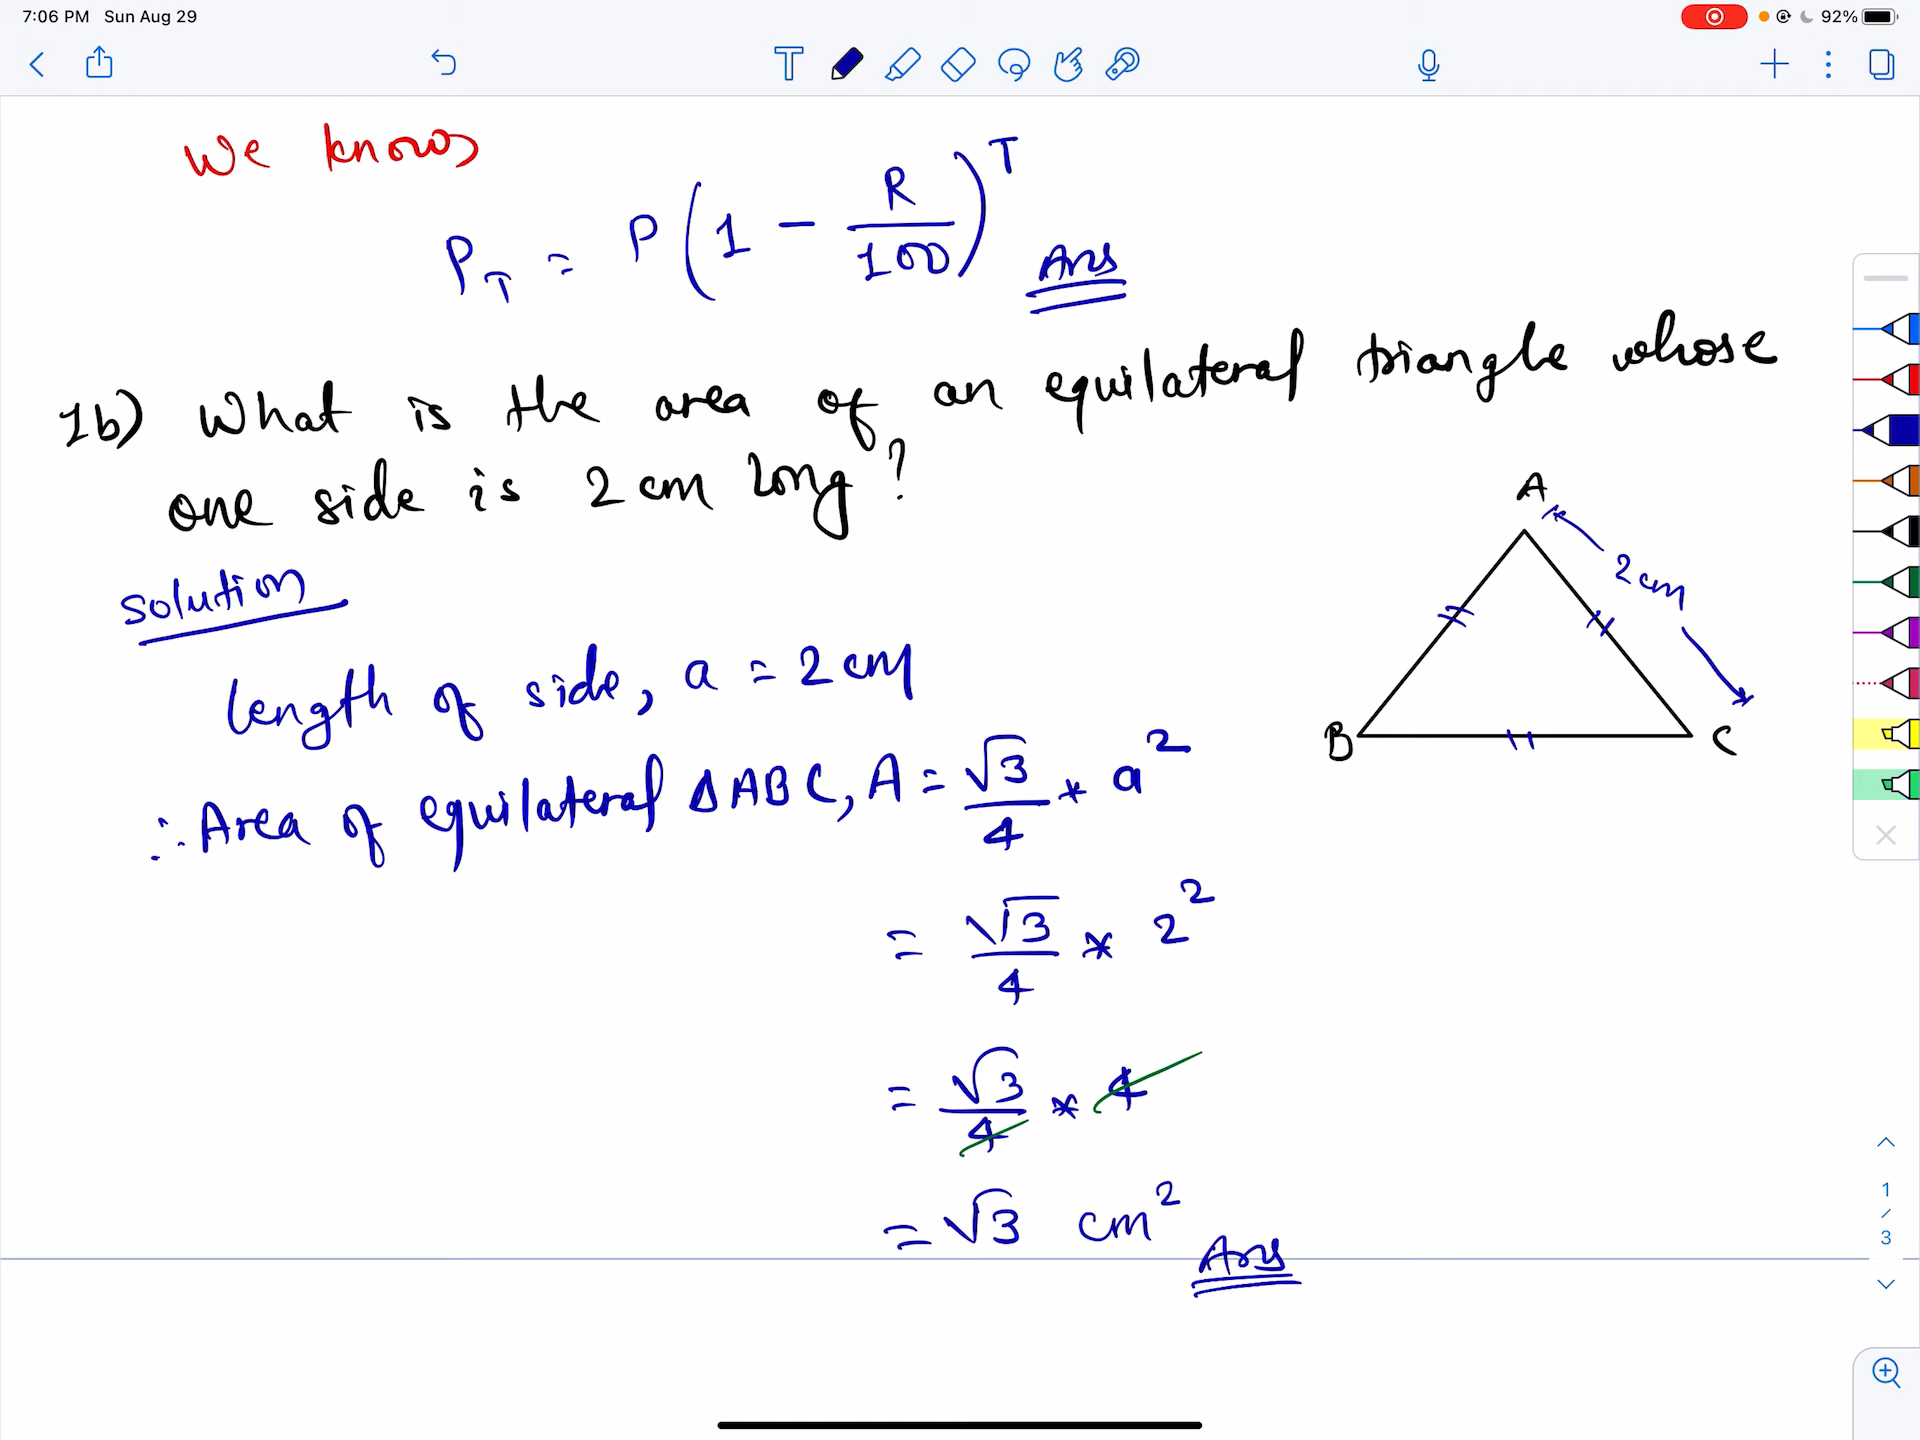 7:06 PM Sun Aug 29
92%
T
We knows
P_T = P(1 - R/100)^T Ans
1b) What is the area of an equilateral triangle whose
one side is 2 cm long?
A
2 cm
B
C
Solution
length of side, a = 2 cm
∴ Area of equilateral ΔABC, A = √3/4 * a²
= √3/4 * 2²
= √3/4 * 4
= √3 cm²
Ans
1
/
3